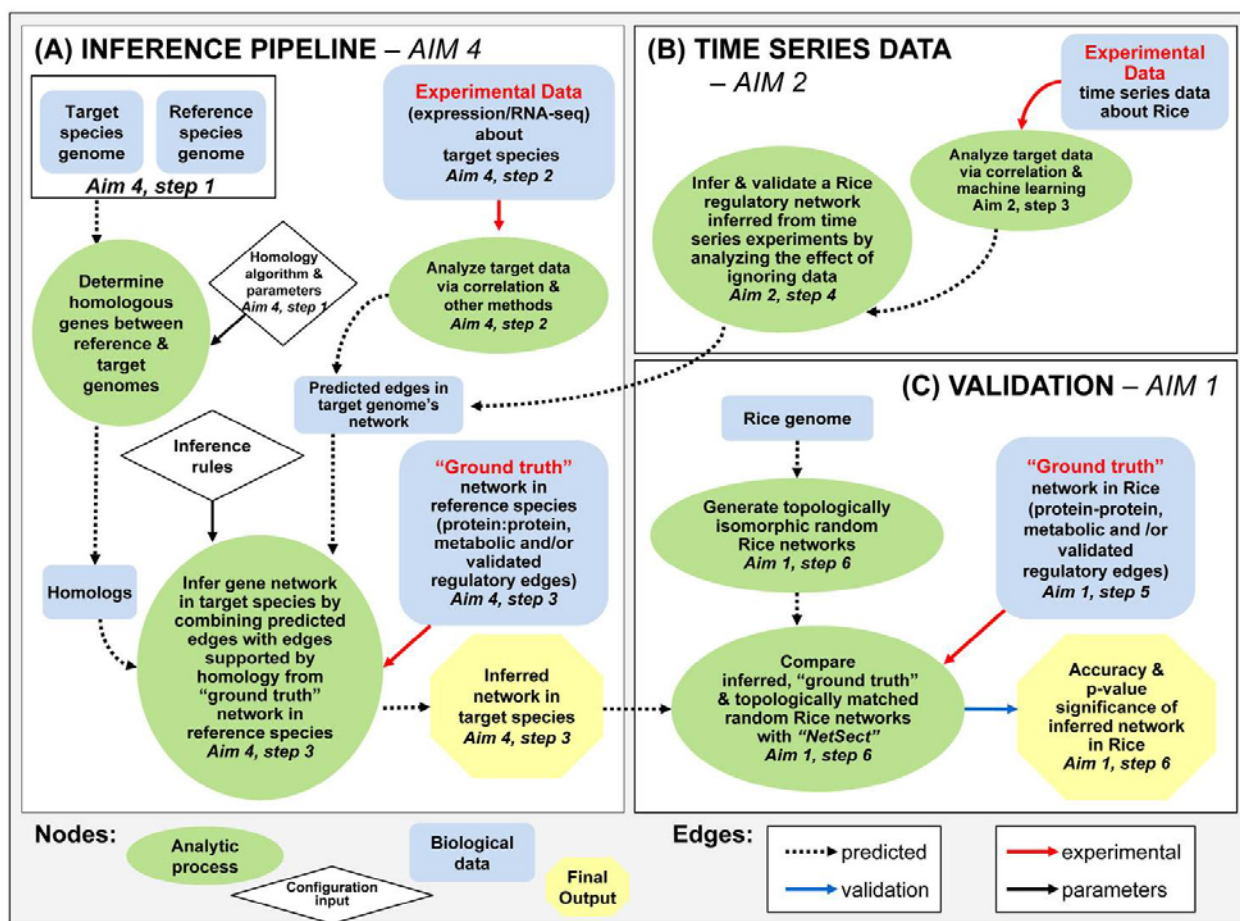 (A) INFERENCE PIPELINE – AIM 4
Target
species
genome
Reference
species
genome
Aim 4, step 1
Experimental Data
(expression/RNA-seq)
about
target species
Aim 4, step 2
Determine
homologous
genes between
reference &
target
genomes
Homology
algorithm &
parameters
Aim 4, step 1
Analyze target data
via correlation &
other methods
Aim 4, step 2
Predicted edges in
target genome's
network
Inference
rules
"Ground truth"
network in
reference species
(protein:protein,
metabolic and/or
validated
regulatory edges)
Aim 4, step 3
Homologs
Infer gene network
in target species by
combining predicted
edges with edges
supported by
homology from
"ground truth"
network in
reference species
Aim 4, step 3
Inferred
network in
target species
Aim 4, step 3
(B) TIME SERIES DATA
– AIM 2
Experimental
Data
time series data
about Rice
Analyze target data
via correlation &
machine learning
Aim 2, step 3
Infer & validate a Rice
regulatory network
inferred from time
series experiments by
analyzing the effect of
ignoring data
Aim 2, step 4
(C) VALIDATION – AIM 1
Rice genome
Generate topologically
isomorphic random
Rice networks
Aim 1, step 6
"Ground truth"
network in Rice
(protein-protein,
metabolic and /or
validated
regulatory edges)
Aim 1, step 5
Compare
inferred, "ground truth"
& topologically matched
random Rice networks
with "NetSect"
Aim 1, step 6
Accuracy &
p-value
significance of
inferred network
in Rice
Aim 1, step 6
Nodes:
Analytic
process
Configuration
input
Biological
data
Final
Output
Edges:
predicted
validation
experimental
parameters